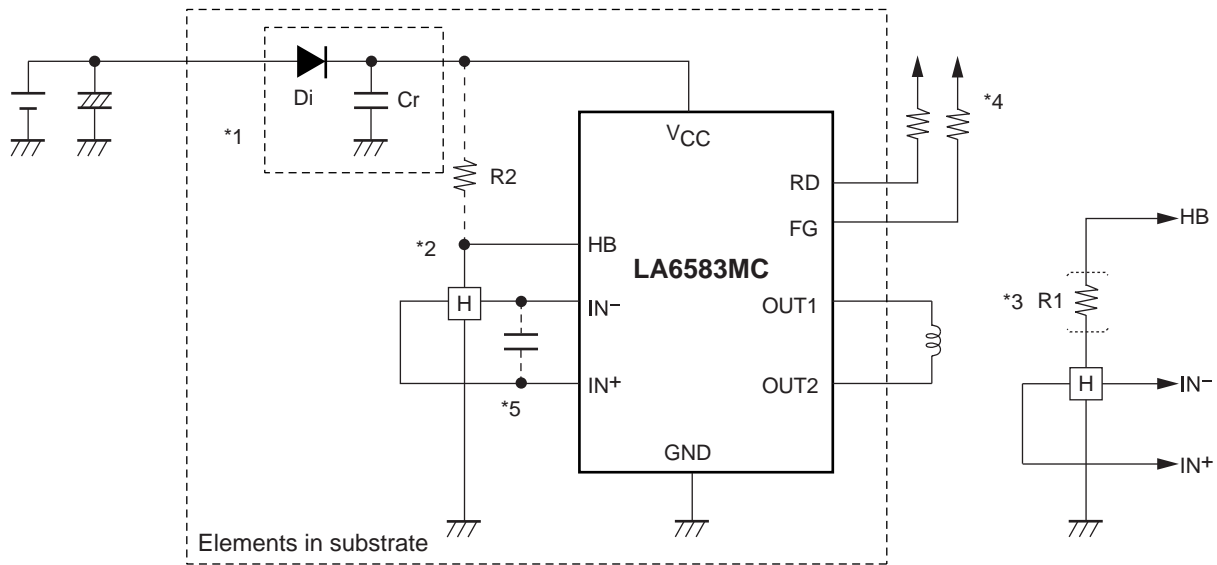 Di
Cr
*1
VCC
*4
R2
RD
FG
HB
*2
HB
LA6583MC
H
IN-
OUT1
*3 R1
IN+
OUT2
*5
H
IN-
GND
IN+
Elements in substrate